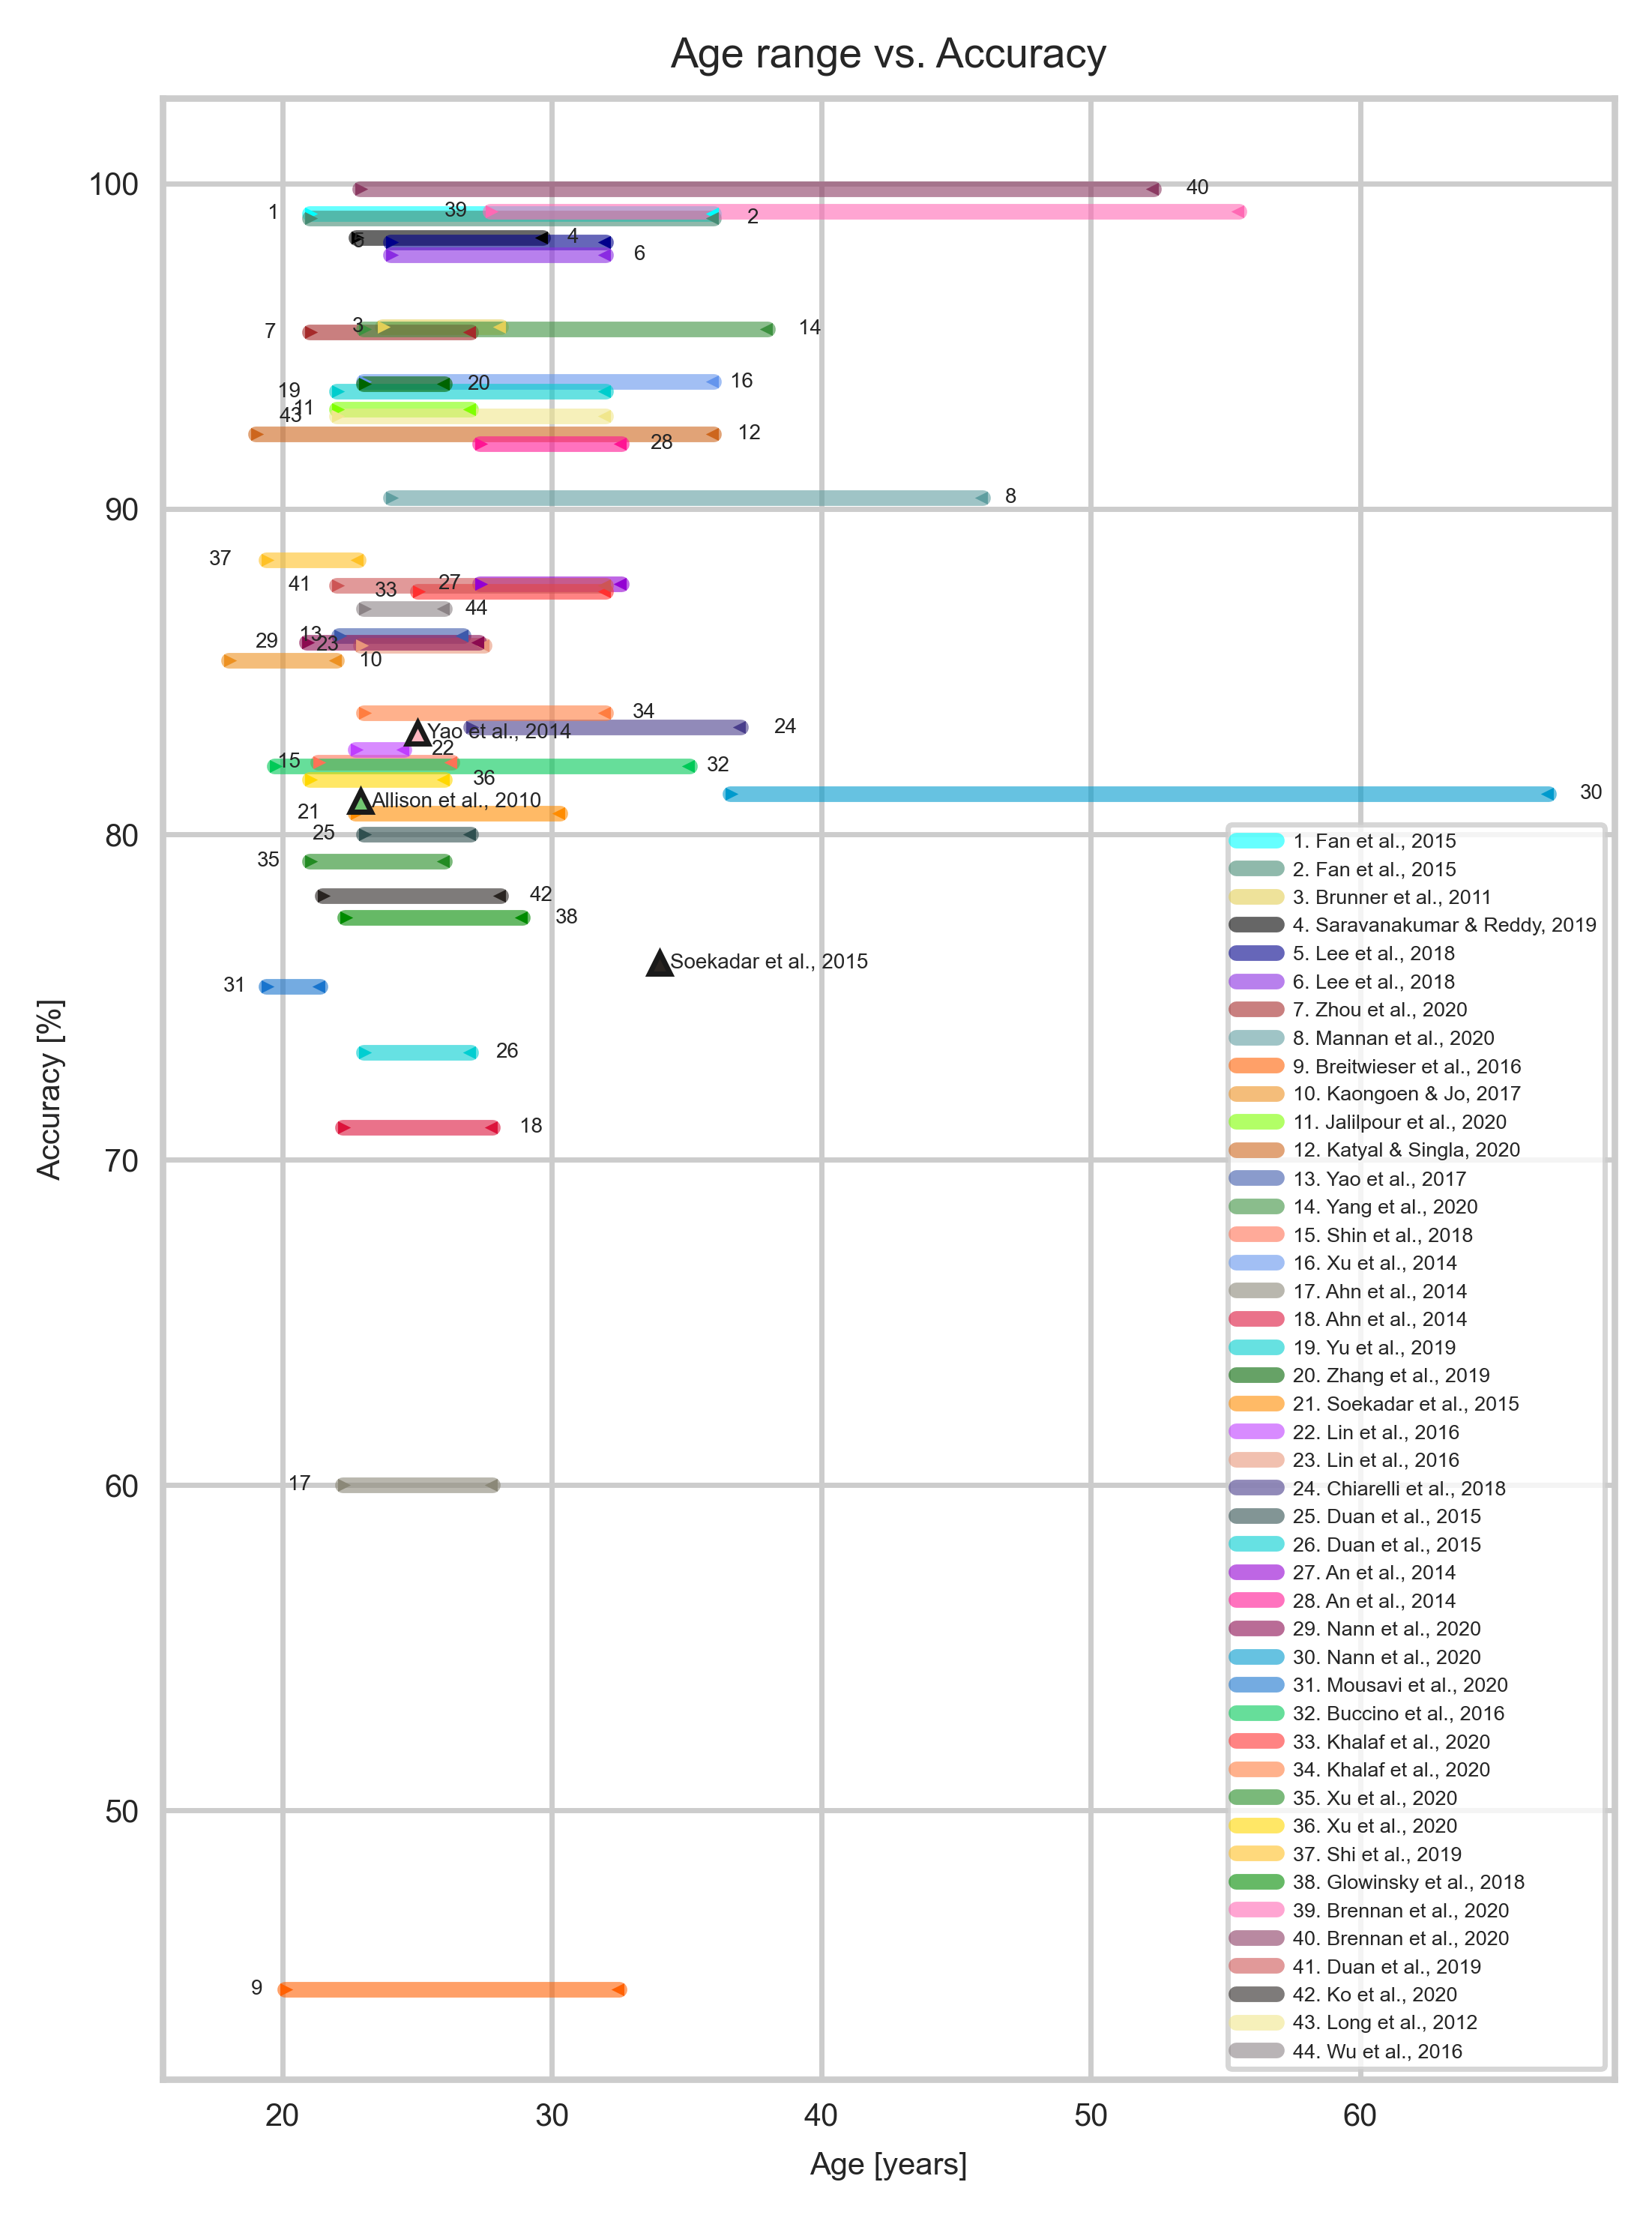 Age range vs. Accuracy
100
90
80
70
60
50
Accuracy [%]
20
30
40
50
60
Age [years]
40
1
39
2
5
4
6
3
7
14
20
16
19
11
43
12
28
8
37
41
33
27
44
13
29
23
10
34
24
Yao et al., 2014
22
15
32
36
30
Allison et al., 2010
21
25
35
42
38
Soekadar et al., 2015
31
26
18
17
9
1. Fan et al., 2015
2. Fan et al., 2015
3. Brunner et al., 2011
4. Saravanakumar & Reddy, 2019
5. Lee et al., 2018
6. Lee et al., 2018
7. Zhou et al., 2020
8. Mannan et al., 2020
9. Breitwieser et al., 2016
10. Kaongoen & Jo, 2017
11. Jalilpour et al., 2020
12. Katyal & Singla, 2020
13. Yao et al., 2017
14. Yang et al., 2020
15. Shin et al., 2018
16. Xu et al., 2014
17. Ahn et al., 2014
18. Ahn et al., 2014
19. Yu et al., 2019
20. Zhang et al., 2019
21. Soekadar et al., 2015
22. Lin et al., 2016
23. Lin et al., 2016
24. Chiarelli et al., 2018
25. Duan et al., 2015
26. Duan et al., 2015
27. An et al., 2014
28. An et al., 2014
29. Nann et al., 2020
30. Nann et al., 2020
31. Mousavi et al., 2020
32. Buccino et al., 2016
33. Khalaf et al., 2020
34. Khalaf et al., 2020
35. Xu et al., 2020
36. Xu et al., 2020
37. Shi et al., 2019
38. Glowinsky et al., 2018
39. Brennan et al., 2020
40. Brennan et al., 2020
41. Duan et al., 2019
42. Ko et al., 2020
43. Long et al., 2012
44. Wu et al., 2016